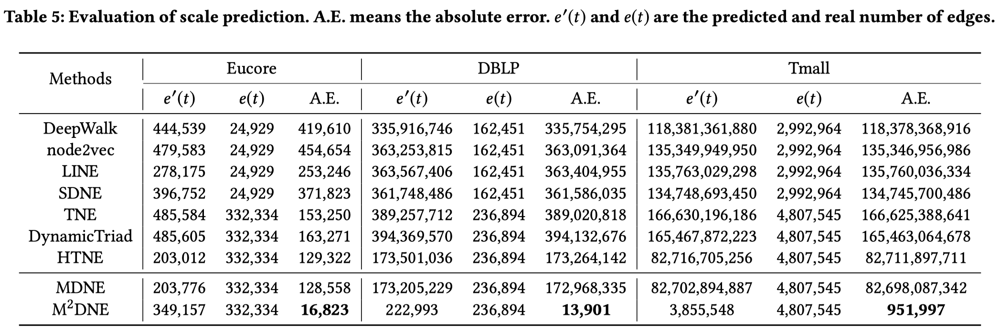 Table 5: Evaluation of scale prediction. A.E. means the absolute error. e′(t) and e(t) are the predicted and real number of edges.
Methods Eucore DBLP Tmall
e′(t) e(t) A.E. e′(t) e(t) A.E. e′(t) e(t) A.E.
DeepWalk 444,539 24,929 419,610 335,916,746 162,451 335,754,295 118,381,361,880 2,992,964 118,378,368,916
node2vec 479,583 24,929 454,654 363,253,815 162,451 363,091,364 135,349,949,950 2,992,964 135,346,956,986
LINE 278,175 24,929 253,246 363,567,406 162,451 363,404,955 135,763,029,298 2,992,964 135,760,036,334
SDNE 396,752 24,929 371,823 361,748,486 162,451 361,586,035 134,748,693,450 2,992,964 134,745,700,486
TNE 485,584 332,334 153,250 389,257,712 236,894 389,020,818 166,630,196,186 4,807,545 166,625,388,641
DynamicTriad 485,605 332,334 163,271 394,369,570 236,894 394,132,676 165,467,872,223 4,807,545 165,463,064,678
HTNE 203,012 332,334 129,322 173,501,036 236,894 173,264,142 82,716,705,256 4,807,545 82,711,897,711
MDNE 203,776 332,334 128,558 173,205,229 236,894 172,968,335 82,702,894,887 4,807,545 82,698,087,342
M²DNE 349,157 332,334 16,823 222,993 236,894 13,901 3,855,548 4,807,545 951,997